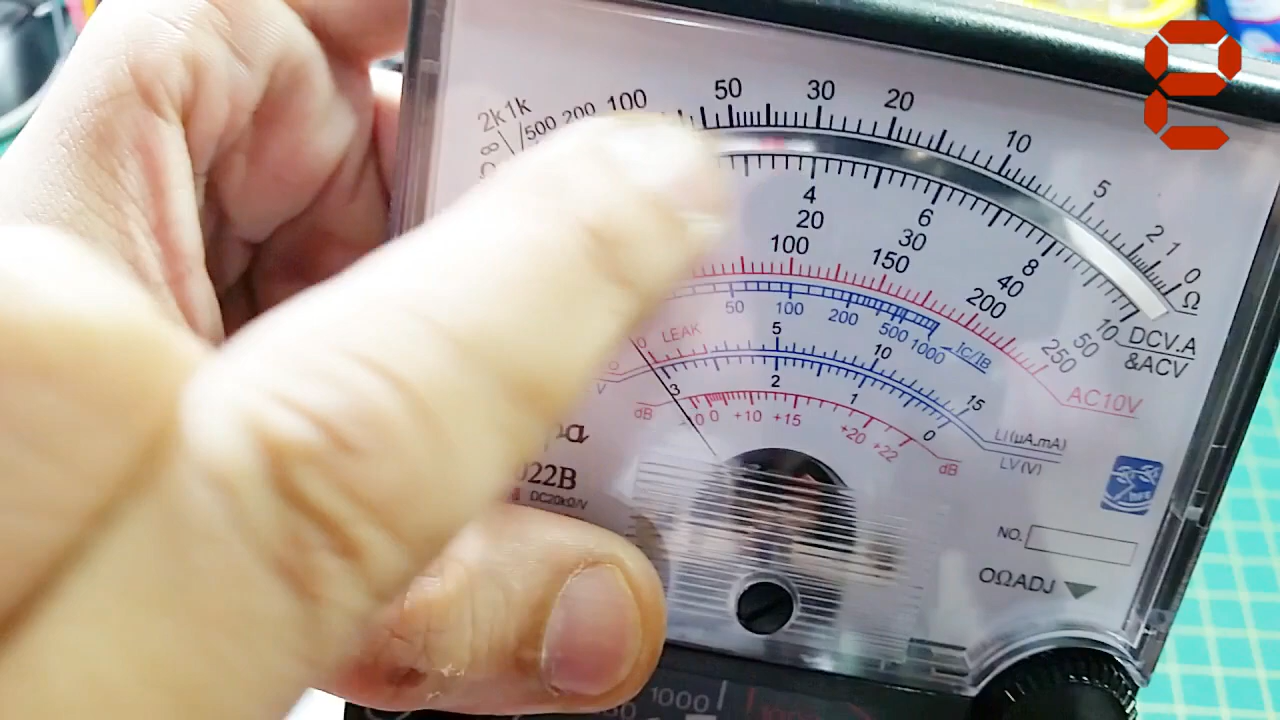 2k 1k 500 200 100 50 30 20 10 5 2 1 0 Ω
∞
4 6 8 10 DCV.A
20 30 40 50 &ACV
100 150 200 250
AC10V
50 100 200 500 1000 Ic/IB
0 LEAK 5 10 15 LI(μA.mA)
3 2 1 0 LV(V)
dB 0 +10 +15 +20 +22 dB
022B
DC20kΩ/V
NO.
OΩADJ
1000